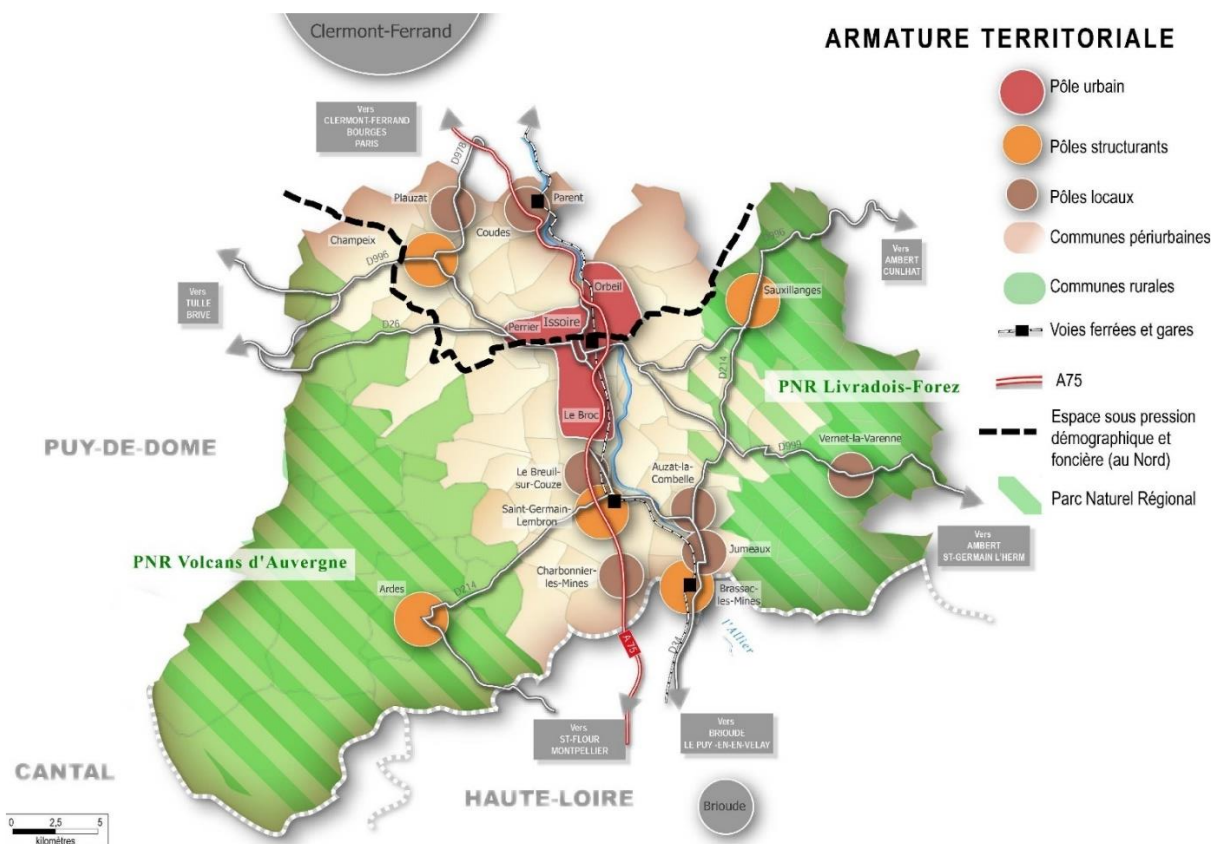 Clermont-Ferrand
ARMATURE TERRITORIALE
Pôle urbain
Pôles structurants
Pôles locaux
Communes périurbaines
Communes rurales
Voies ferrées et gares
A75
Espace sous pression
démographique et
foncière (au Nord)
Parc Naturel Régional
Vers
CLERMONT-FERRAND
BOURGES
PARIS
D978
Plauzat
Parent
Coudes
Champeix
D996
Vers
AMBERT
CUNLHAT
Vers
TULLE
BRIVE
Orbeil
Sauxillanges
D26
Perrier
Issoire
D214
PNR Livradois-Forez
Le Broc
PUY-DE-DOME
D999
Vernet-la-Varenne
Le Breuil-
sur-Couze
Auzat-la-
Combelle
Saint-Germain-
Lembron
Vers
AMBERT
ST-GERMAIN L'HERM
PNR Volcans d'Auvergne
Jumeaux
Charbonnier-
les-Mines
Ardes
D214
Brassac-
les-Mines
l'Allier
A75
D34
Vers
ST-FLOUR
MONTPELLIER
Vers
BRIOUDE
LE PUY -EN-EN-VELAY
CANTAL
HAUTE-LOIRE
Brioude
0 2,5 5
kilomètres